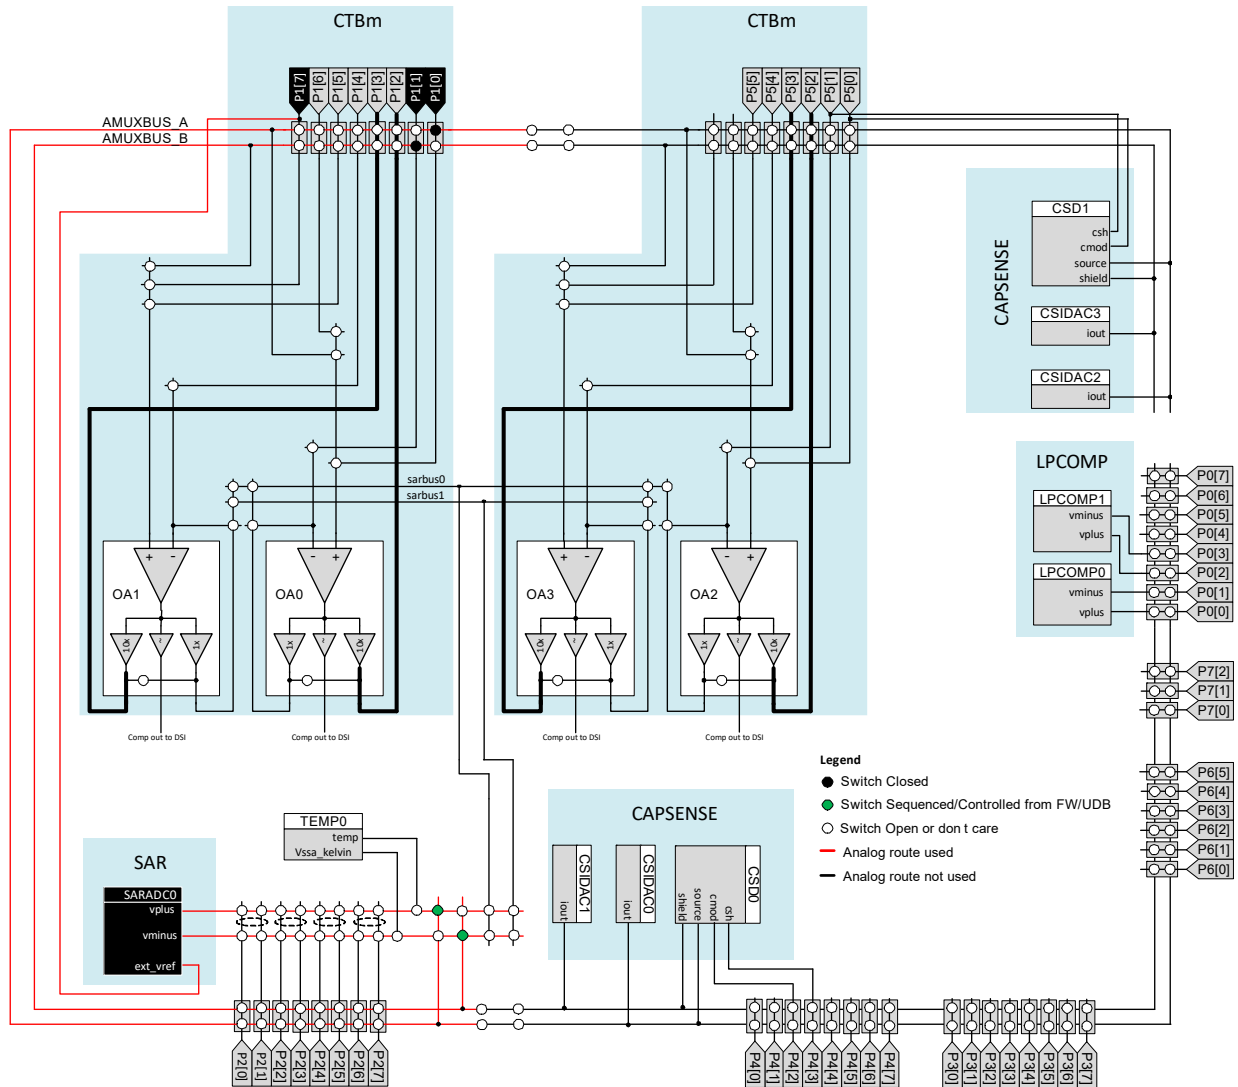 CTBm
CTBm
P1[7]
P1[6]
P1[5]
P1[4]
P1[3]
P1[2]
P1[1]
P1[0]
P5[5]
P5[4]
P5[3]
P5[2]
P5[1]
P5[0]
AMUXBUS_A
AMUXBUS_B
CAPSENSE
CSD1
csh
cmod
source
shield
CSIDAC3
iout
CSIDAC2
iout
sarbus0
sarbus1
LPCOMP
LPCOMP1
vminus
vplus
LPCOMP0
vminus
vplus
P0[7]
P0[6]
P0[5]
P0[4]
P0[3]
P0[2]
P0[1]
P0[0]
+ -
OA1
10x
~
1x
- +
OA0
1x
~
10x
+ -
OA3
10x
~
1x
- +
OA2
1x
~
10x
Comp out to DSI
Comp out to DSI
Comp out to DSI
Comp out to DSI
P7[2]
P7[1]
P7[0]
P6[5]
P6[4]
P6[3]
P6[2]
P6[1]
P6[0]
Legend
Switch Closed
Switch Sequenced/Controlled from FW/UDB
Switch Open or don t care
Analog route used
Analog route not used
TEMP0
temp
Vssa_kelvin
SAR
SARADC0
vplus
vminus
ext_vref
CAPSENSE
CSIDAC1
iout
CSIDAC0
iout
CSD0
shield
source
cmod
csh
P2[0]
P2[1]
P2[2]
P2[3]
P2[4]
P2[5]
P2[6]
P2[7]
P4[0]
P4[1]
P4[2]
P4[3]
P4[4]
P4[5]
P4[6]
P4[7]
P3[0]
P3[1]
P3[2]
P3[3]
P3[4]
P3[5]
P3[6]
P3[7]